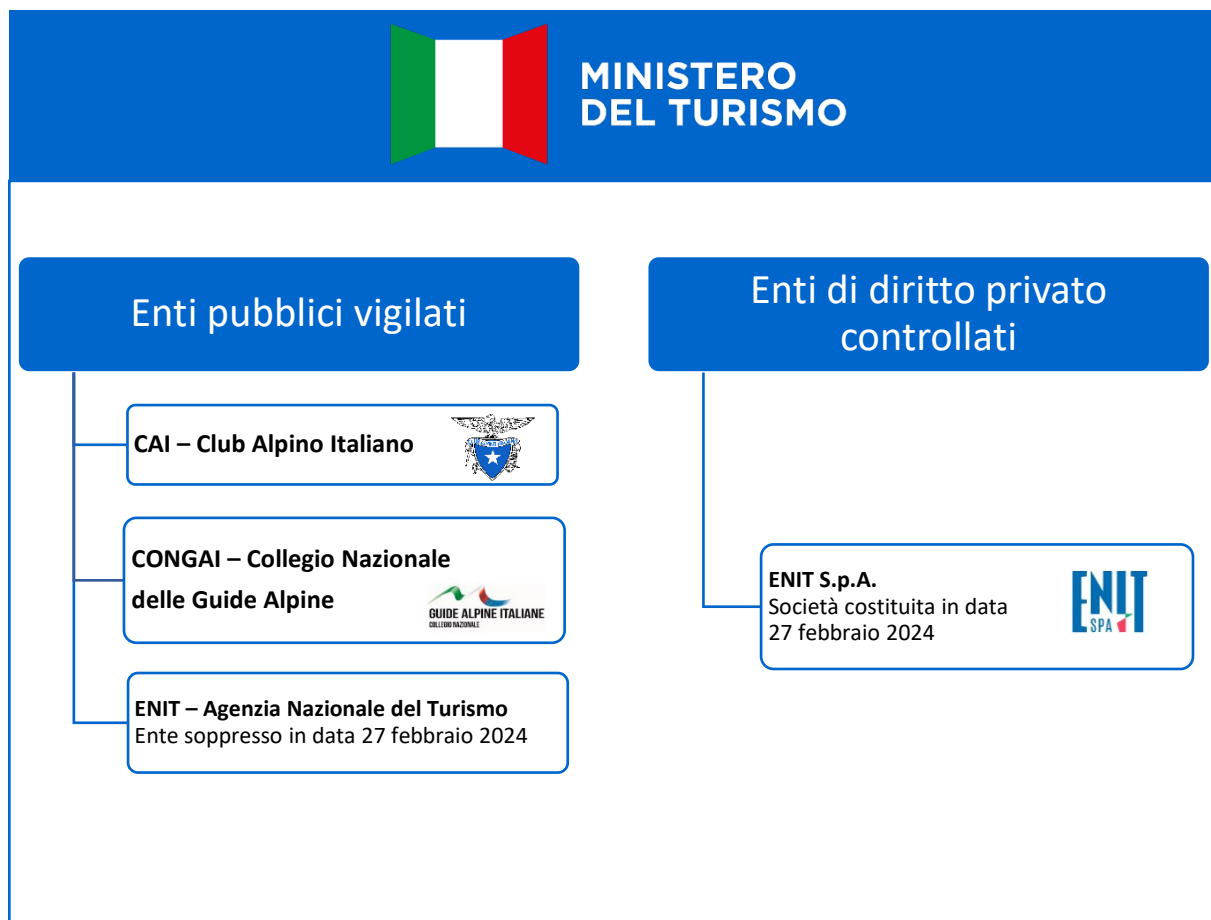 MINISTERO
DEL TURISMO
Enti pubblici vigilati
CAI – Club Alpino Italiano
CONGAI – Collegio Nazionale
delle Guide Alpine
GUIDE ALPINE ITALIANE
COLLEGIO NAZIONALE
ENIT – Agenzia Nazionale del Turismo
Ente soppresso in data 27 febbraio 2024
Enti di diritto privato
controllati
ENIT S.p.A.
Società costituita in data
27 febbraio 2024
ENIT
SPA